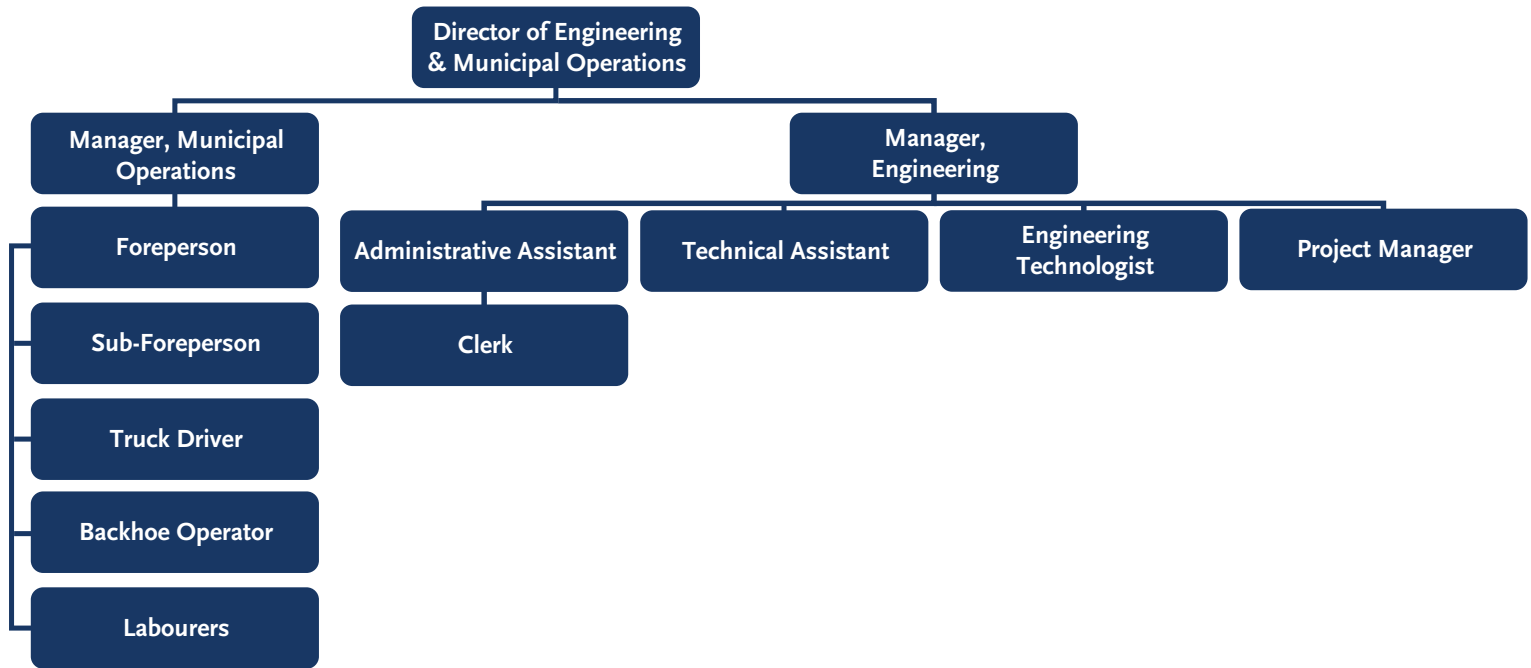 Director of Engineering
& Municipal Operations
Manager, Municipal
Operations
Manager,
Engineering
Foreperson
Administrative Assistant
Technical Assistant
Engineering
Technologist
Project Manager
Sub-Foreperson
Clerk
Truck Driver
Backhoe Operator
Labourers